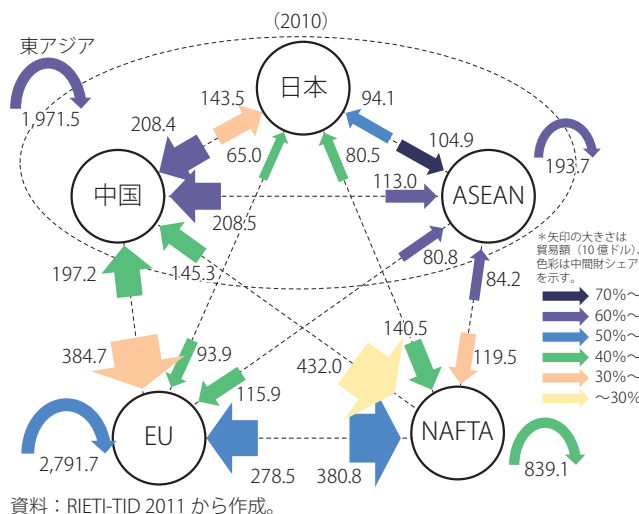 (2010)
東アジア
1,971.5
日本
143.5
94.1
208.4
65.0
80.5
104.9
193.7
中国
113.0
ASEAN
208.5
*矢印の大きさは
貿易額(10 億ドル)、
色彩は中間財シェア
を示す。
197.2
145.3
80.8
84.2
70%~
60%~
50%~
40%~
30%~
~30%
384.7
93.9
432.0
140.5
119.5
115.9
EU
NAFTA
2,791.7
278.5
380.8
839.1
資料:RIETI-TID 2011 から作成。